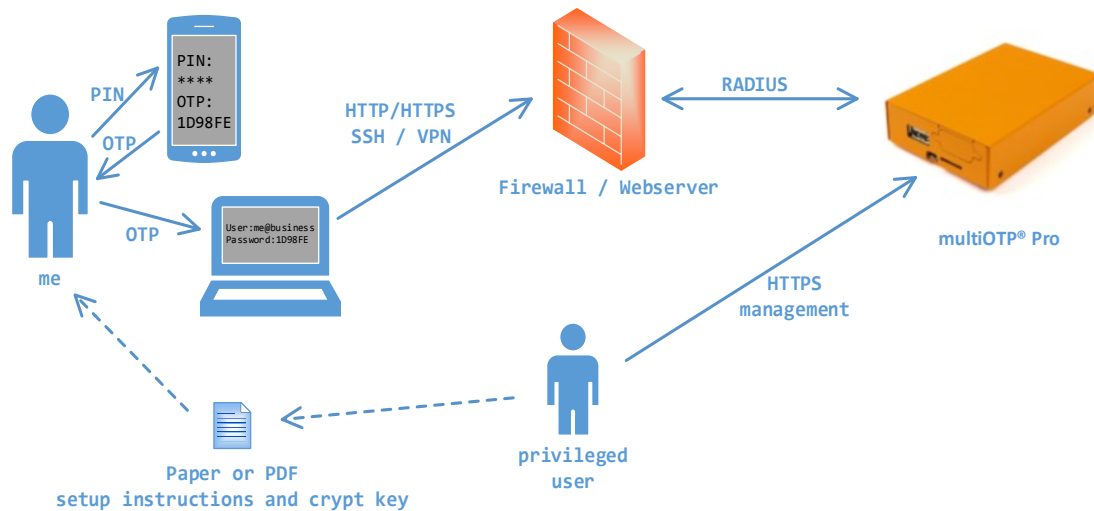 PIN:
****
OTP:
1D98FE
PIN
OTP
OTP
me
User:me@business
Password:1D98FE
HTTP/HTTPS
SSH / VPN
Firewall / Webserver
RADIUS
multiOTP® Pro
HTTPS
management
privileged
user
Paper or PDF
setup instructions and crypt key